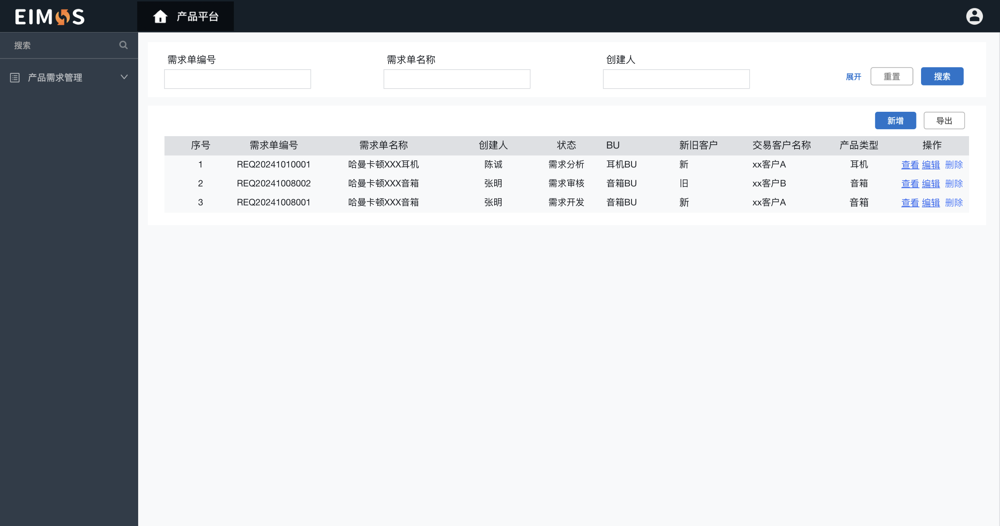 EIMOS 产品平台
搜索
产品需求管理
需求单编号 需求单名称 创建人
展开 重置 搜索
新增 导出
序号 需求单编号 需求单名称 创建人 状态 BU 新旧客户 交易客户名称 产品类型 操作
1 REQ20241010001 哈曼卡顿XXX耳机 陈诚 需求分析 耳机BU 新 xx客户A 耳机 查看 编辑 删除
2 REQ20241008002 哈曼卡顿XXX音箱 张明 需求审核 音箱BU 旧 xx客户B 音箱 查看 编辑 删除
3 REQ20241008001 哈曼卡顿XXX音箱 张明 需求开发 音箱BU 新 xx客户A 音箱 查看 编辑 删除